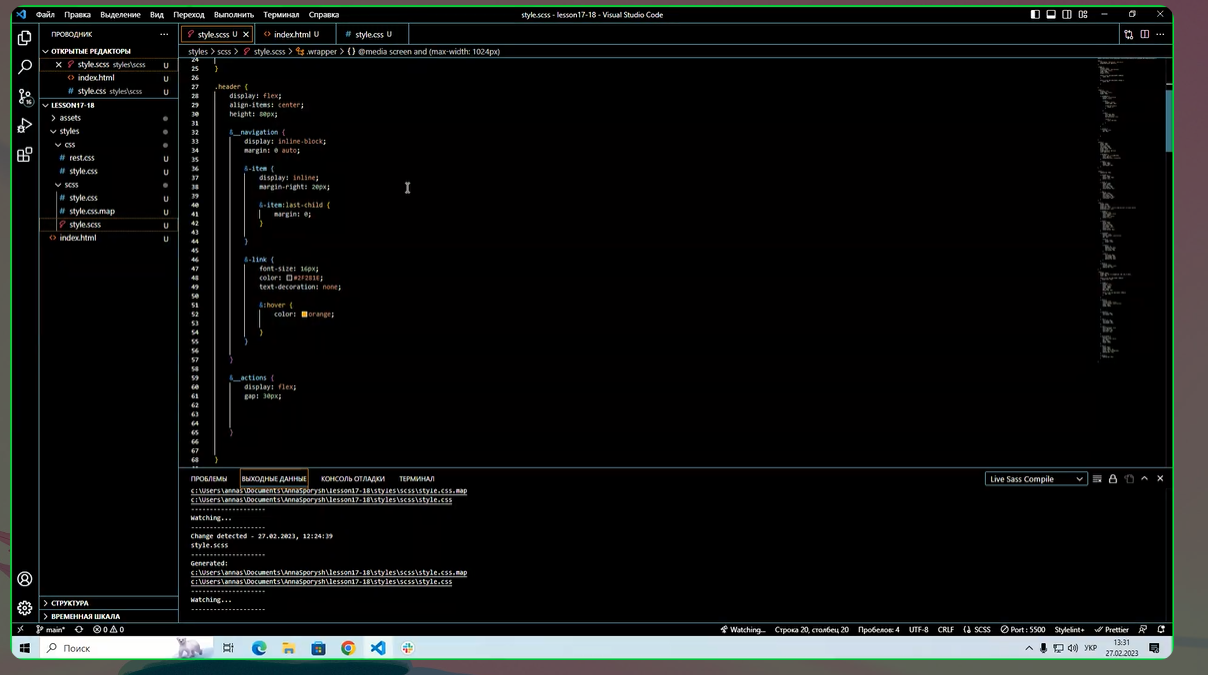 Файл Правка Выделение Вид Переход Выполнить Терминал Справка
style.scss - lesson17-18 - Visual Studio Code
ПРОВОДНИК
ОТКРЫТЫЕ РЕДАКТОРЫ
style.scss styles\scss U
index.html U
style.css styles\scss U
LESSON17-18
assets
styles
css
rest.css U
style.css U
scss
style.css U
style.css.map U
style.scss U
index.html U
СТРУКТУРА
ВРЕМЕННАЯ ШКАЛА
style.scss U
index.html U
style.css U
styles > scss > style.scss > .wrapper > {} @media screen and (max-width: 1024px)
24
25 }
26
27 .header {
28 display: flex;
29 align-items: center;
30 height: 80px;
31
32 &__navigation {
33 display: inline-block;
34 margin: 0 auto;
35
36 &-item {
37 display: inline;
38 margin-right: 20px;
39
40 &-item:last-child {
41 margin: 0;
42 }
43
44 }
45
46 &-link {
47 font-size: 16px;
48 color: #2F281E;
49 text-decoration: none;
50
51 &:hover {
52 color: orange;
53
54 }
55 }
56
57 }
58
59 &__actions {
60 display: flex;
61 gap: 30px;
62
63
64
65 }
66
67
68 }
ПРОБЛЕМЫ ВЫХОДНЫЕ ДАННЫЕ КОНСОЛЬ ОТЛАДКИ ТЕРМИНАЛ
Live Sass Compile
c:\Users\annas\Documents\AnnaSporysh\lesson17-18\styles\scss\style.css.map
c:\Users\annas\Documents\AnnaSporysh\lesson17-18\styles\scss\style.css
--------------------
Watching...
--------------------
Change detected - 27.02.2023, 12:24:39
style.scss
--------------------
Generated:
c:\Users\annas\Documents\AnnaSporysh\lesson17-18\styles\scss\style.css.map
c:\Users\annas\Documents\AnnaSporysh\lesson17-18\styles\scss\style.css
--------------------
Watching...
--------------------
main* 0 0
Watching... Строка 20, столбец 20 Пробелов: 4 UTF-8 CRLF SCSS Port : 5500 Stylelint+ Prettier
Поиск
УКР
13:31
27.02.2023